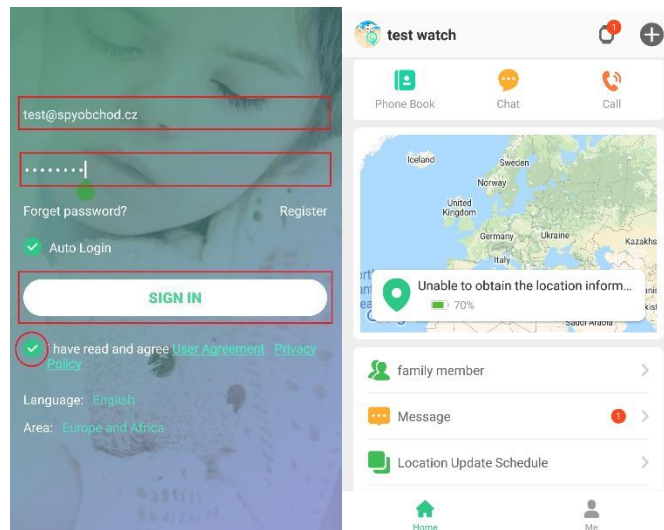 test@spyobchod.cz
Forget password?
Register
Auto Login
SIGN IN
I have read and agree User Agreement Privacy
Policy
Language: English
Area: Europe and Africa
test watch
1
Phone Book
Chat
Call
Iceland
Sweden
Norway
United
Kingdom
Germany
Ukraine
Kazakhs
Italy
Unable to obtain the location inform...
70%
Saudi Arabia
family member
Message
1
Location Update Schedule
Home
Me